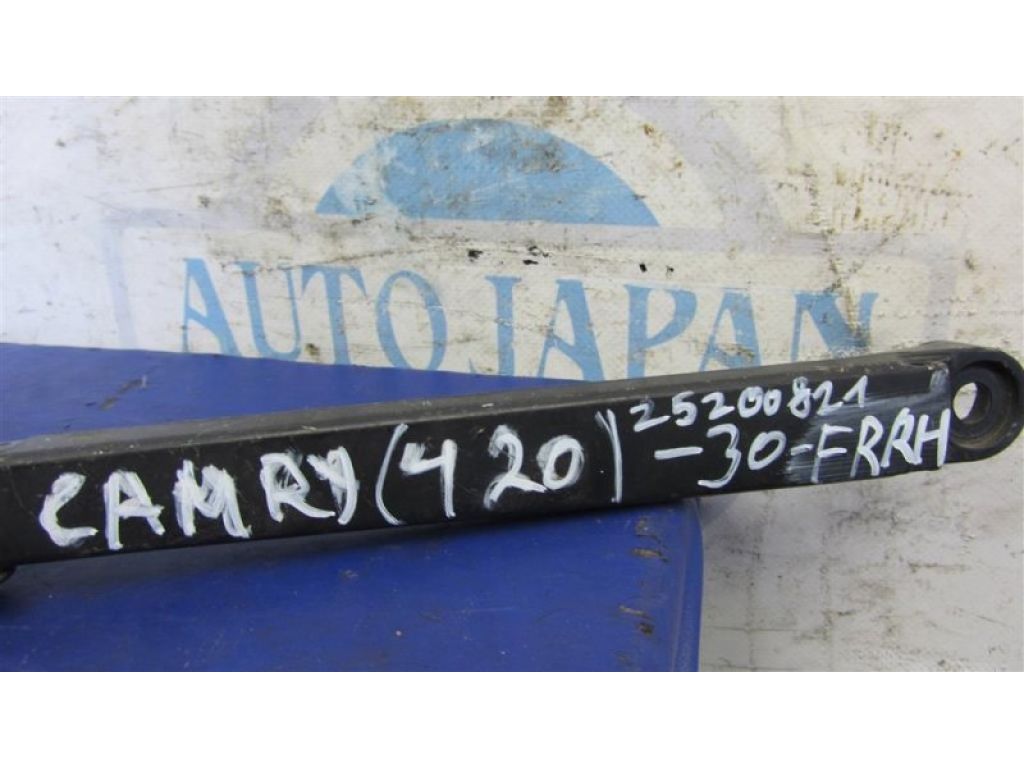 AUTO JAPAN
25200821
CAMRY (420) -30-FRRH